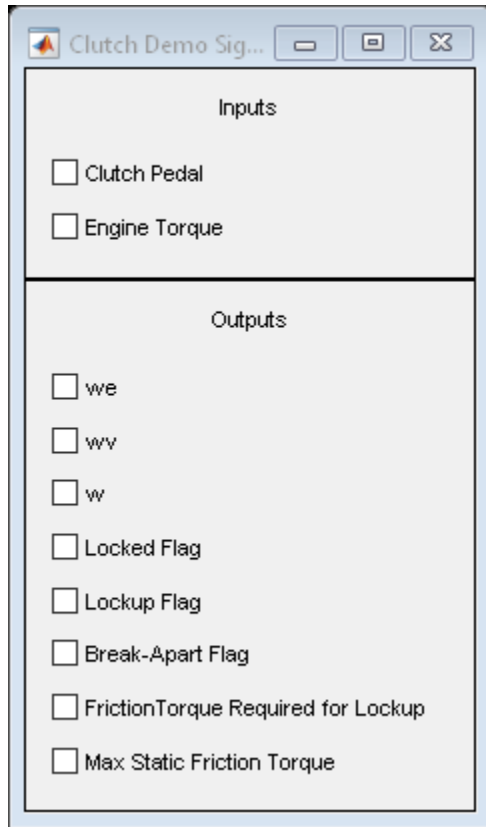 Clutch Demo Sig...
Inputs
Clutch Pedal
Engine Torque
Outputs
we
wv
w
Locked Flag
Lockup Flag
Break-Apart Flag
FrictionTorque Required for Lockup
Max Static Friction Torque